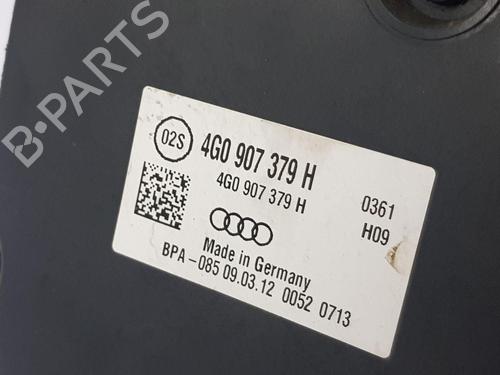 02S
4G0 907 379 H
4G0 907 379 H
0361
H09
Made in Germany
BPA-085 09.03.12 0052 0713
B-PARTS